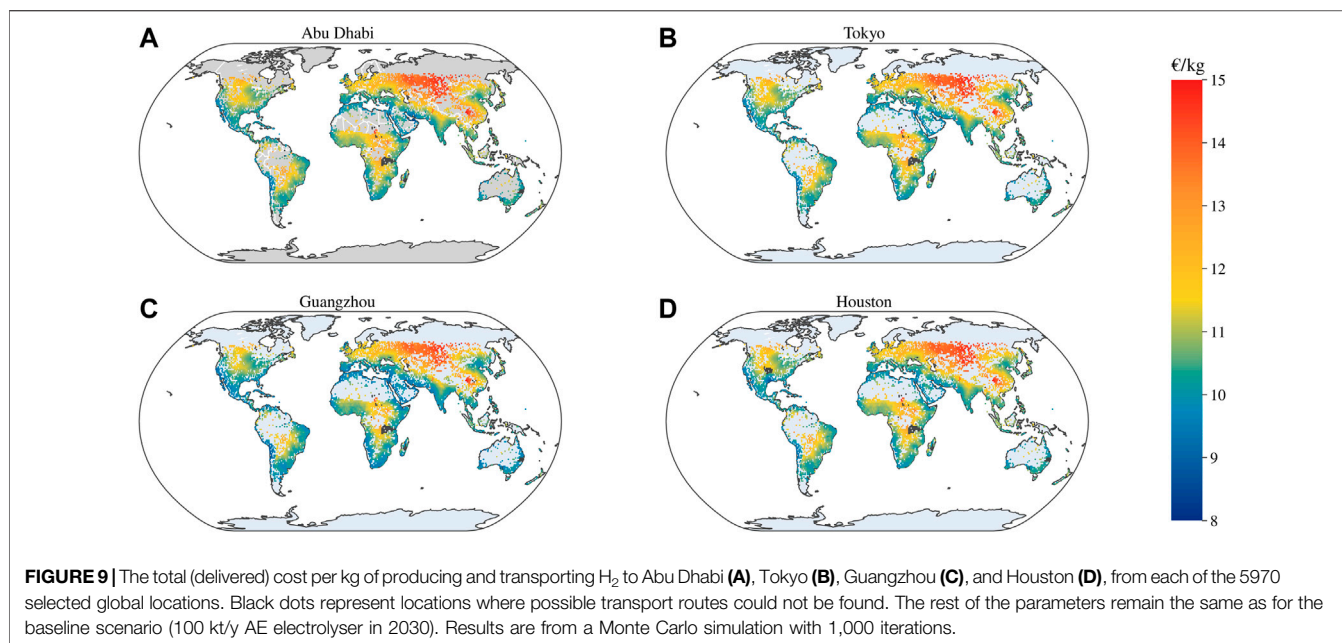 A
Abu Dhabi
B
Tokyo
C
Guangzhou
D
Houston
€/kg
15
14
13
12
11
10
9
8
FIGURE 9 | The total (delivered) cost per kg of producing and transporting H₂ to Abu Dhabi (A), Tokyo (B), Guangzhou (C), and Houston (D), from each of the 5970
selected global locations. Black dots represent locations where possible transport routes could not be found. The rest of the parameters remain the same as for the
baseline scenario (100 kt/y AE electrolyser in 2030). Results are from a Monte Carlo simulation with 1,000 iterations.